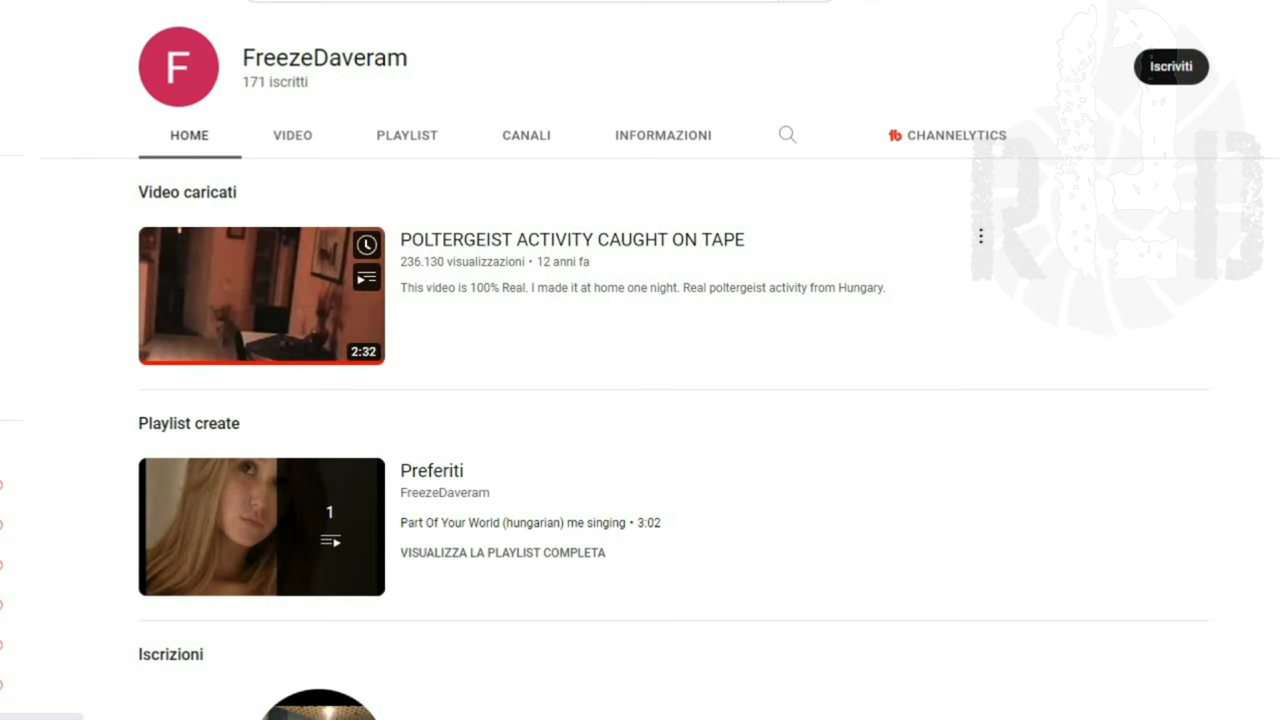 F
FreezeDaveram
171 iscritti
Iscriviti
HOME
VIDEO
PLAYLIST
CANALI
INFORMAZIONI
CHANNELYTICS
Video caricati
2:32
POLTERGEIST ACTIVITY CAUGHT ON TAPE
236.130 visualizzazioni • 12 anni fa
This video is 100% Real. I made it at home one night. Real poltergeist activity from Hungary.
Playlist create
1
Preferiti
FreezeDaveram
Part Of Your World (hungarian) me singing • 3:02
VISUALIZZA LA PLAYLIST COMPLETA
Iscrizioni